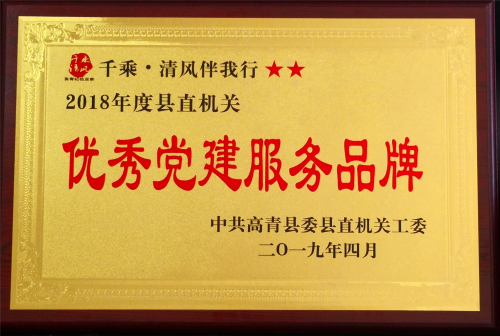 千乘·清风伴我行★★
2018年度县直机关
优秀党建服务品牌
中共高青县委县直机关工委
二〇一九年四月